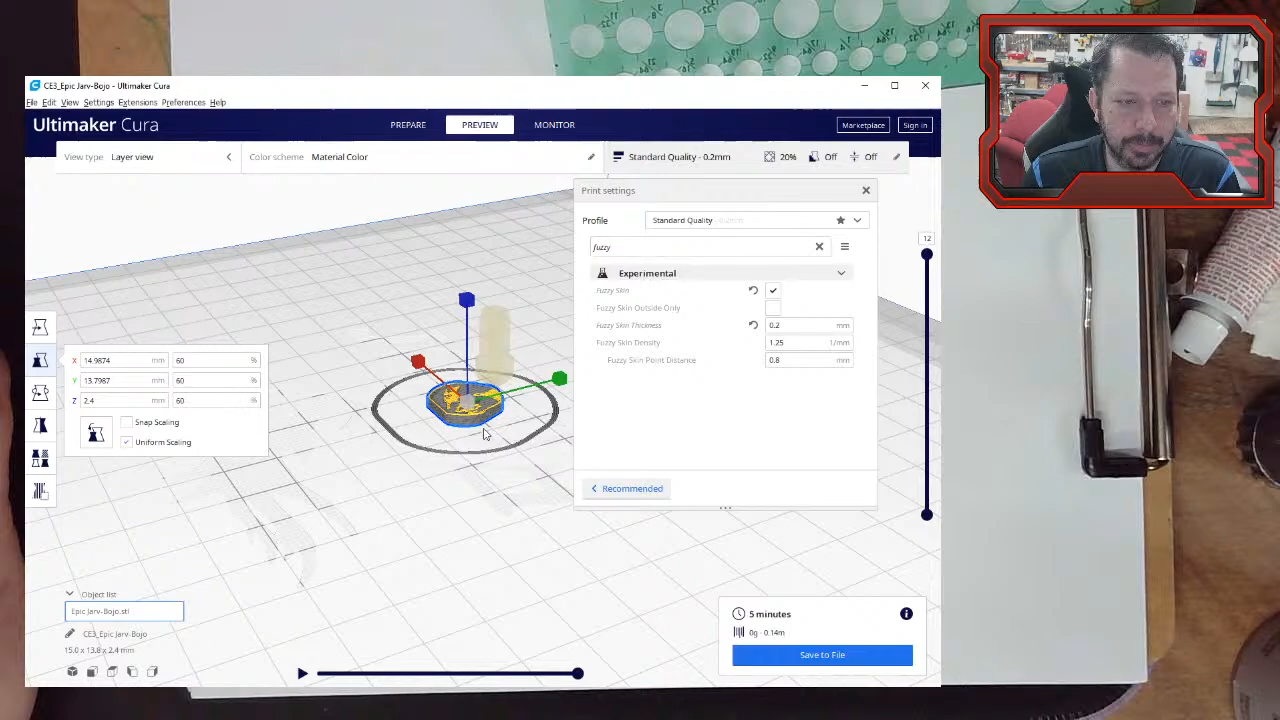 CE3_Epic Jarv-Bojo - Ultimaker Cura
File Edit View Settings Extensions Preferences Help
Ultimaker Cura
PREPARE PREVIEW MONITOR
Marketplace Sign in
View type Layer view
Color scheme Material Color
Standard Quality - 0.2mm 20% Off Off
Print settings
Profile Standard Quality - 0.2mm
fuzzy
Experimental
Fuzzy Skin
Fuzzy Skin Outside Only
Fuzzy Skin Thickness 0.2 mm
Fuzzy Skin Density 1.25 1/mm
Fuzzy Skin Point Distance 0.8 mm
Recommended
12
X 14.9874 mm 60 %
Y 13.7987 mm 60 %
Z 2.4 mm 60 %
Snap Scaling
Uniform Scaling
Object list
Epic Jarv-Bojo.stl
CE3_Epic Jarv-Bojo
15.0 x 13.8 x 2.4 mm
5 minutes
0g · 0.14m
Save to File